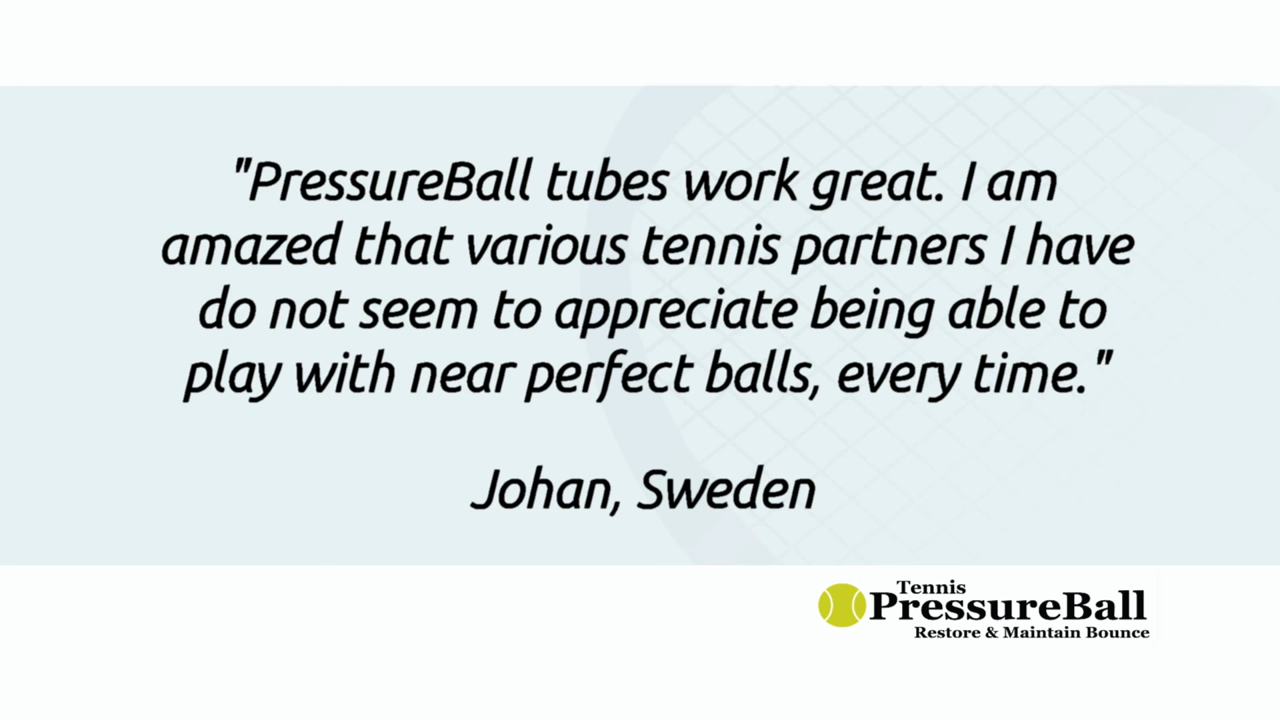 "PressureBall tubes work great. I am
amazed that various tennis partners I have
do not seem to appreciate being able to
play with near perfect balls, every time."
Johan, Sweden
Tennis
PressureBall
Restore & Maintain Bounce